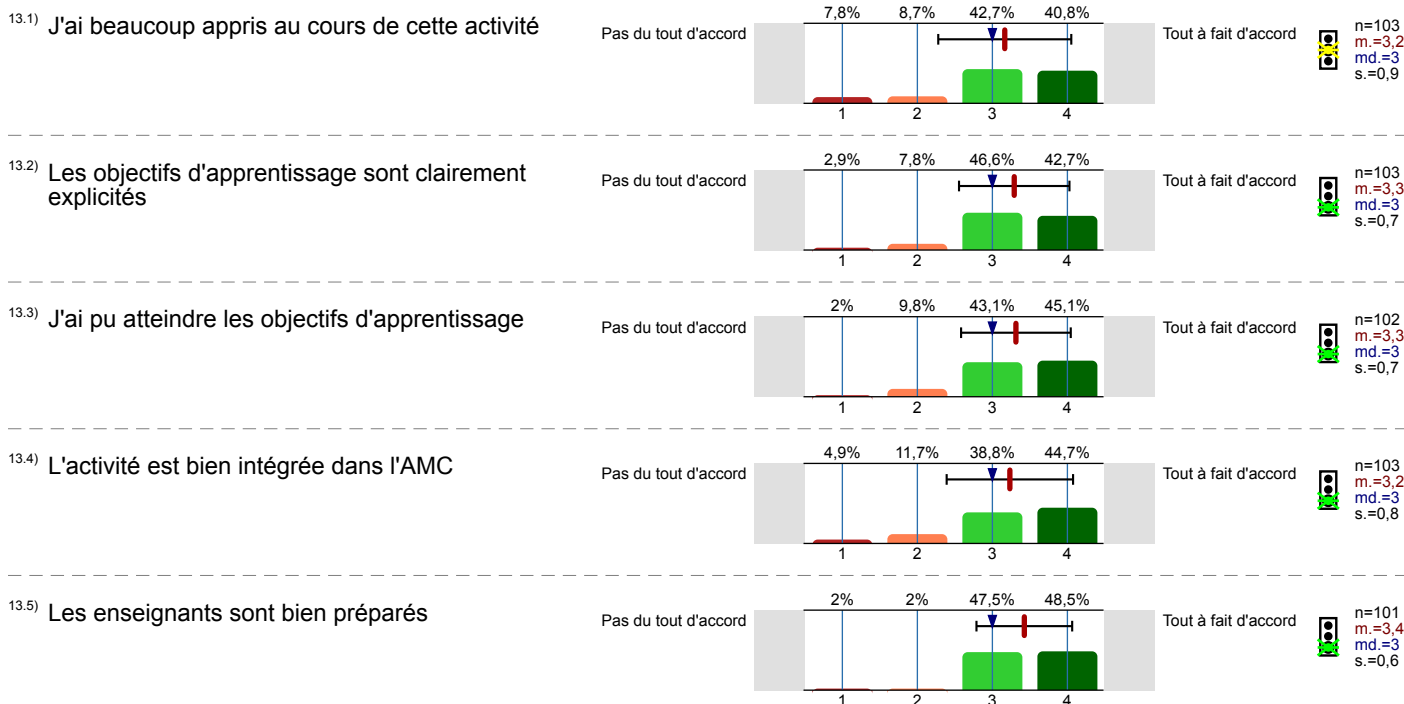 13.1) J'ai beaucoup appris au cours de cette activité
Pas du tout d'accord
7,8% 8,7% 42,7% 40,8%
1 2 3 4
Tout à fait d'accord
n=103
m.=3,2
md.=3
s.=0,9
13.2) Les objectifs d'apprentissage sont clairement
explicités
Pas du tout d'accord
2,9% 7,8% 46,6% 42,7%
1 2 3 4
Tout à fait d'accord
n=103
m.=3,3
md.=3
s.=0,7
13.3) J'ai pu atteindre les objectifs d'apprentissage
Pas du tout d'accord
2% 9,8% 43,1% 45,1%
1 2 3 4
Tout à fait d'accord
n=102
m.=3,3
md.=3
s.=0,7
13.4) L'activité est bien intégrée dans l'AMC
Pas du tout d'accord
4,9% 11,7% 38,8% 44,7%
1 2 3 4
Tout à fait d'accord
n=103
m.=3,2
md.=3
s.=0,8
13.5) Les enseignants sont bien préparés
Pas du tout d'accord
2% 2% 47,5% 48,5%
1 2 3 4
Tout à fait d'accord
n=101
m.=3,4
md.=3
s.=0,6